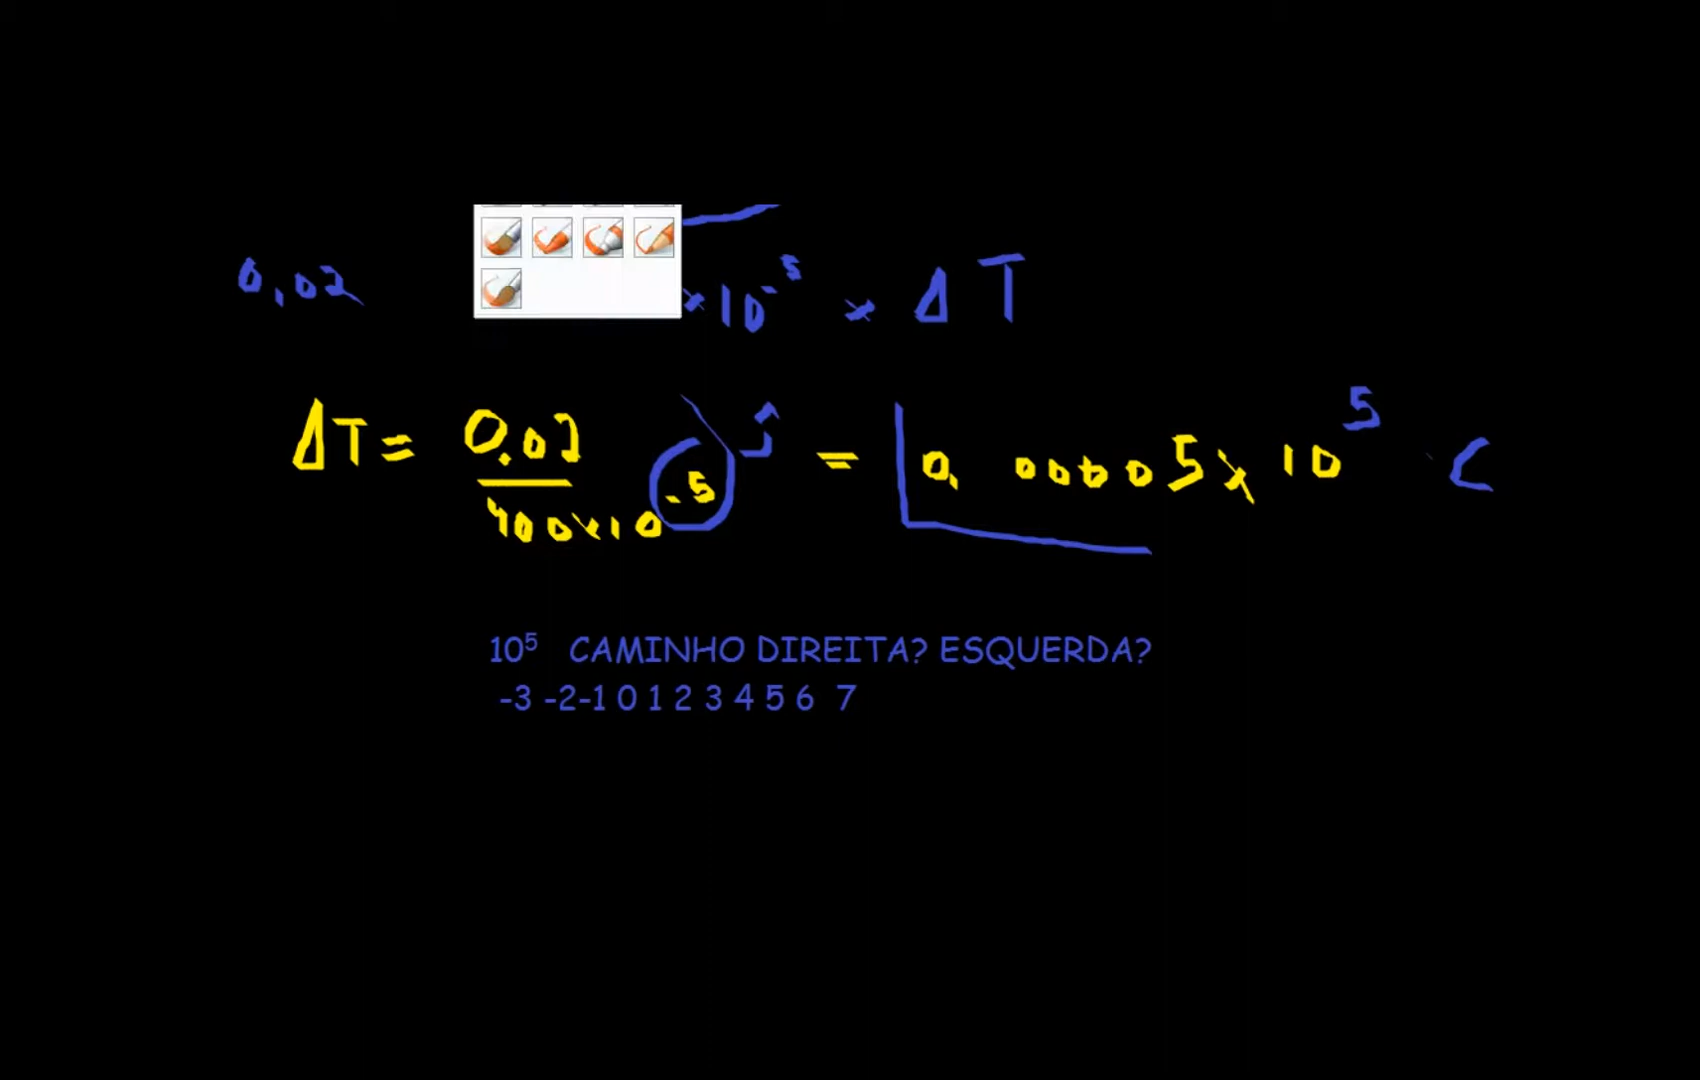 0,02 ×10⁻⁵ × Δ T
ΔT = 0.02 / 400×10⁻⁵ ⁵ = 0, 00005×10⁵ C
10⁵ CAMINHO DIREITA? ESQUERDA?
-3 -2-1 0 1 2 3 4 5 6 7